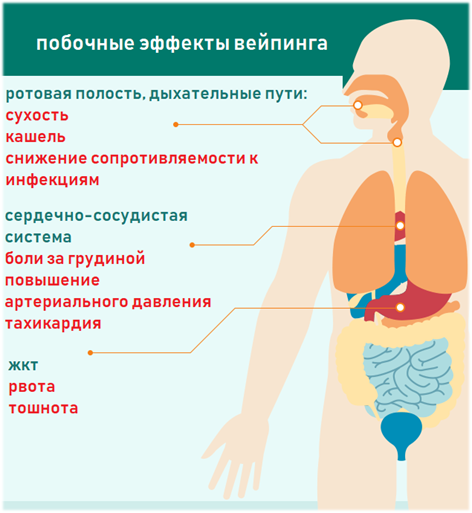 побочные эффекты вейпинга
ротовая полость, дыхательные пути:
сухость
кашель
снижение сопротивляемости к
инфекциям
сердечно-сосудистая
система
боли за грудиной
повышение
артериального давления
тахикардия
жкт
рвота
тошнота